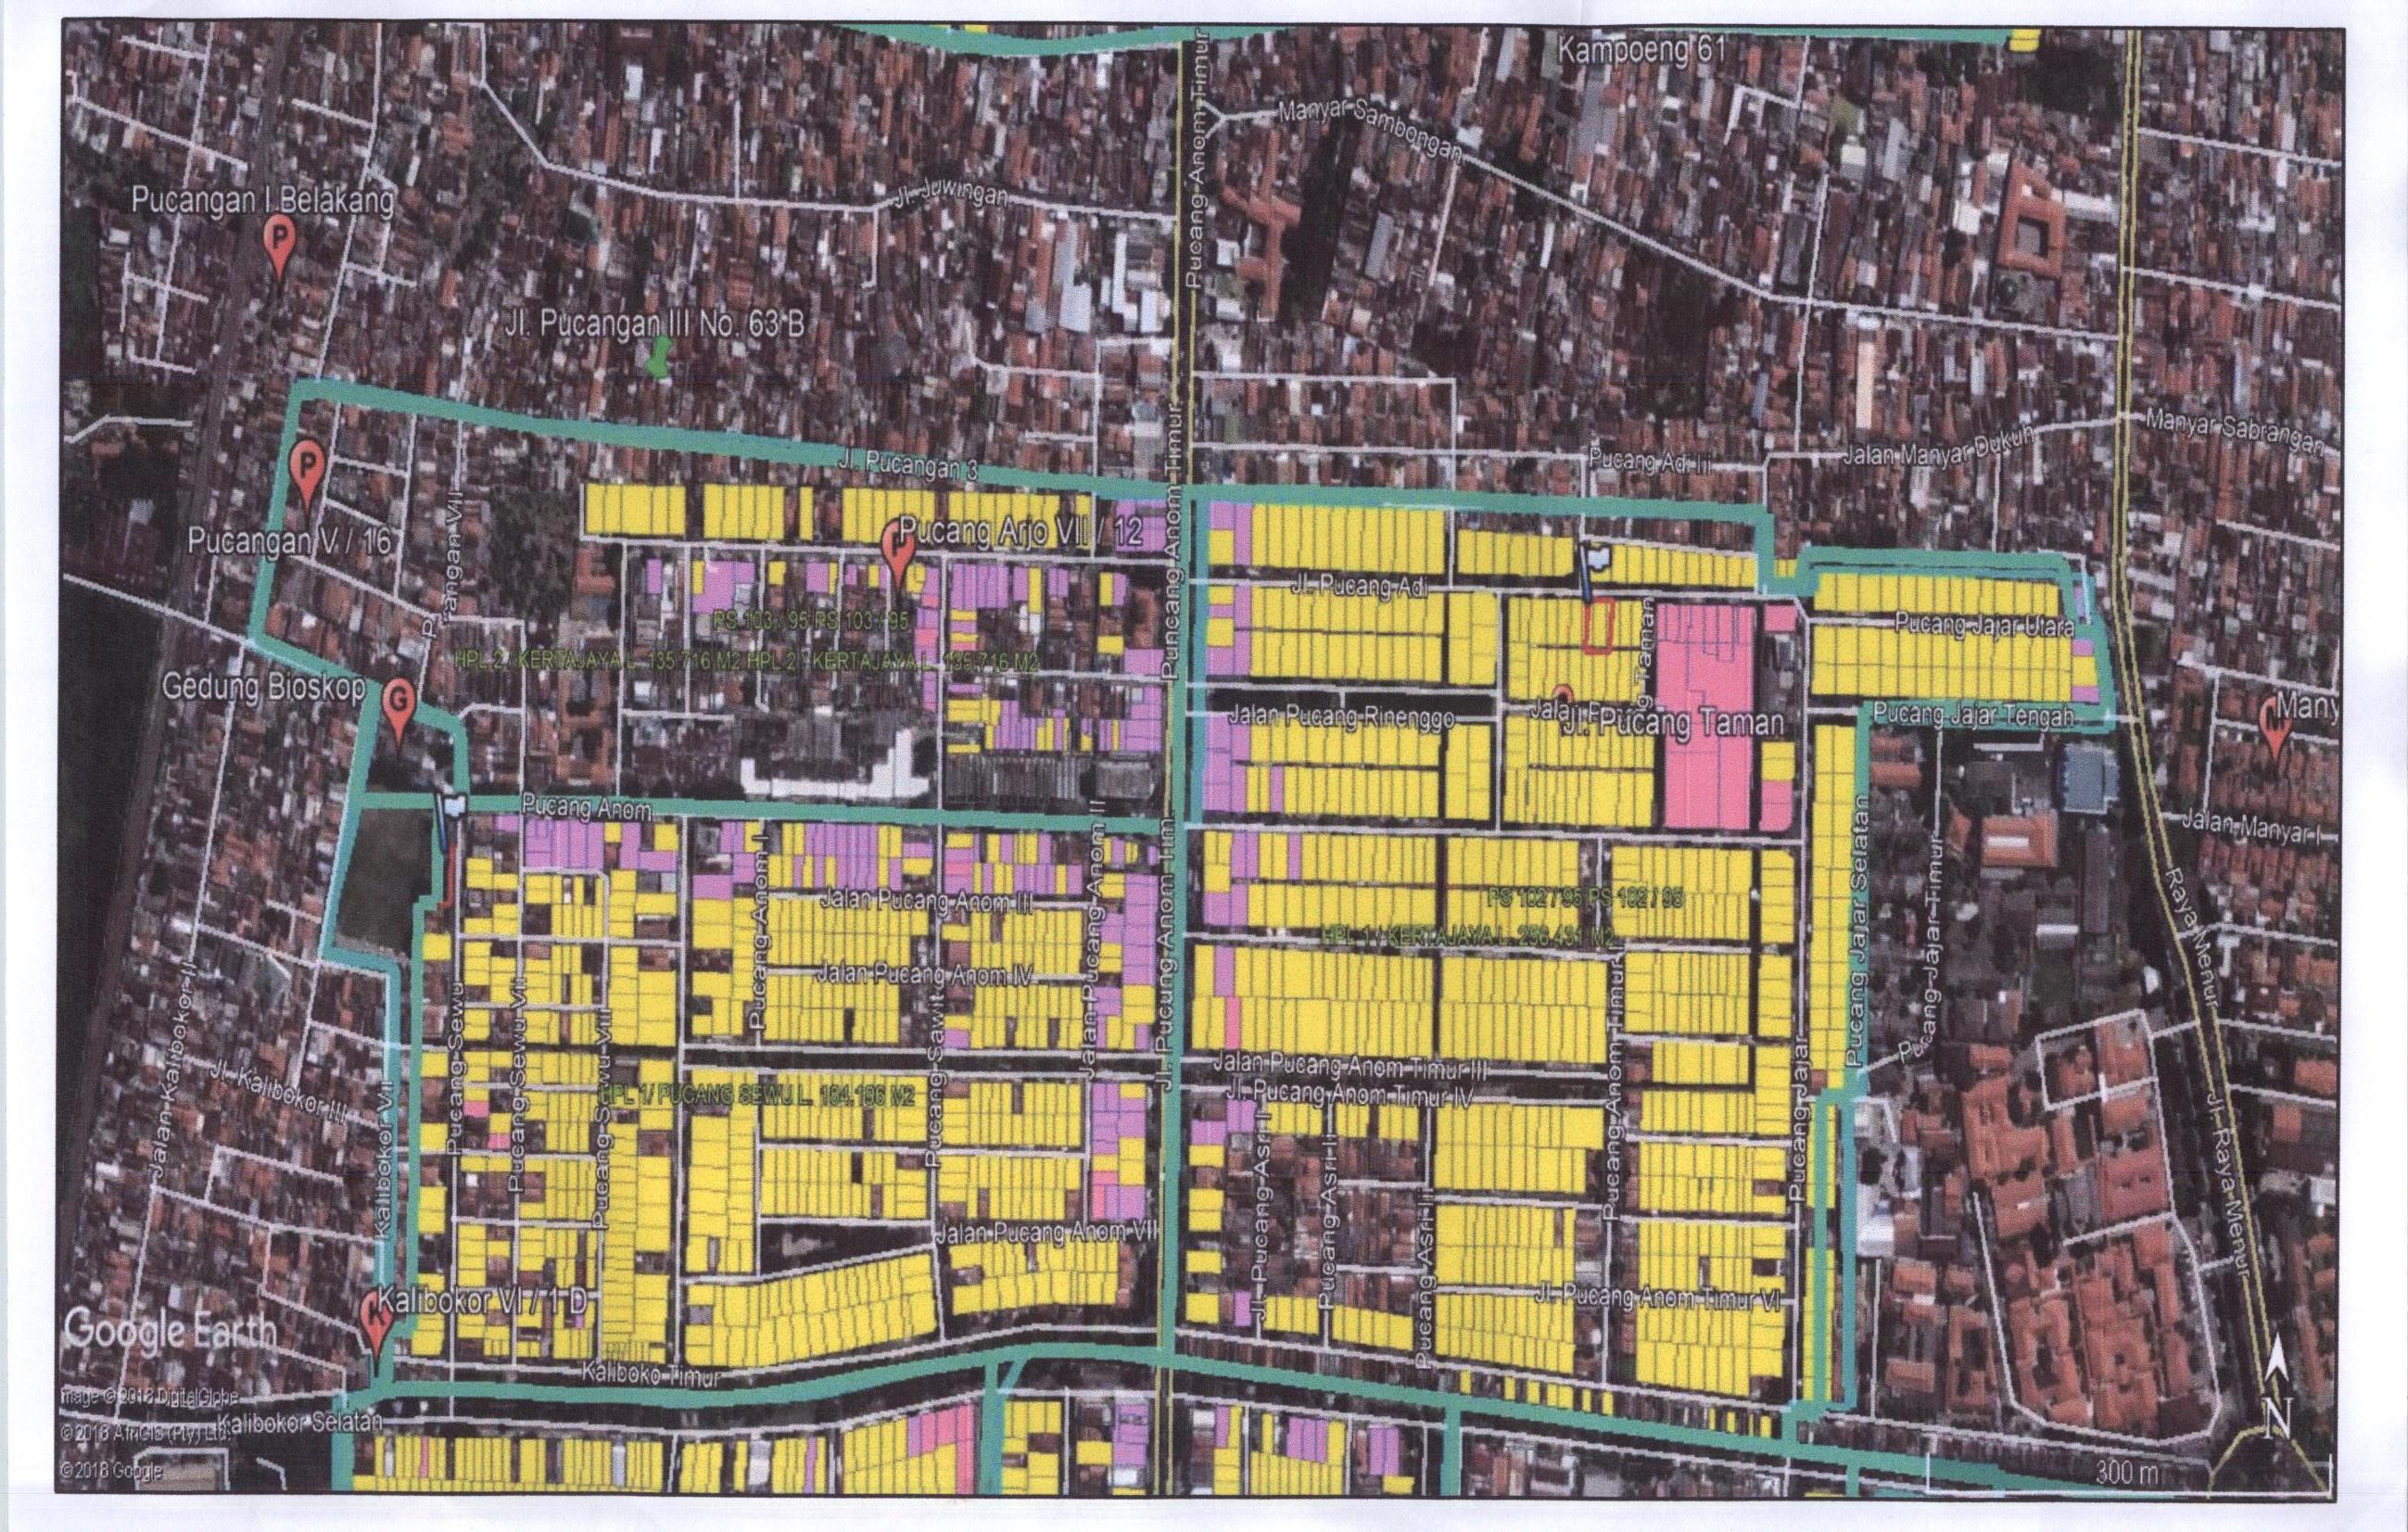 Kampoeng 61
Pucang Anom Timur
Manyar Sambongan
Jl. Juwingan
Pucangan I Belakang
P
Jl. Pucangan III No. 63 B
Puncang Anom Timur
Manyar Sabrangan
Jalan Manyar Dukuh
Pucang Adi Iii
Jl. Pucangan 3
P
Pucangan V / 16
Pucang Arjo VII / 12
Jl. Pucang Adi
PS 103 / 95 PS 103 / 95
HPL 2 / KERTAJAYA L. 135.716 M2 HPL 2 / KERTAJAYA L. 135.716 M2
Pucang Jajar Utara
Gedung Bioskop
G
Jalan Pucang Rinenggo
Jl. Pucang Taman
Pucang Jajar Tengah
Many
Pucang Anom
Jalan Manyar I
Pucang Anom I
Jalan Pucang Anom II
Jl. Pucang Anom Tim
Pucang Jajar Selatan
Pucang Jajar Timur
Raya Menur
Jalan Pucang Anom III
PS 102 / 95 PS 102 / 95
HPL 1 / KERTAJAYA L. 256.431 M2
Jalan Pucang Anom IV
Jalan Kalibokor II
Pucang Sewu
Pucang Sewu VII
Pucang Sewu VIII
Pucang Sawit
Pucang Anom Timur
Pucang Jajar
Jalan Pucang Anom Timur III
Jl. Pucang Anom Timur IV
Jl. Kalibokor III
HPL 1/ PUCANG SEWU L. 184.196 M2
Kalibokor VII
Jl. Pucang Asri I
Pucang Asri II
Pucang Asri III
Jl. Raya Menur
Jalan Pucang Anom VII
Jl. Pucang Anom Timur VI
K
Kalibokor VI / 1 D
Google Earth
Kaliboko Timur
Image © 2018 DigitalGlobe
Kalibokor Selatan
© 2018 AfriGIS (Pty) Ltd.
© 2018 Google
N
300 m